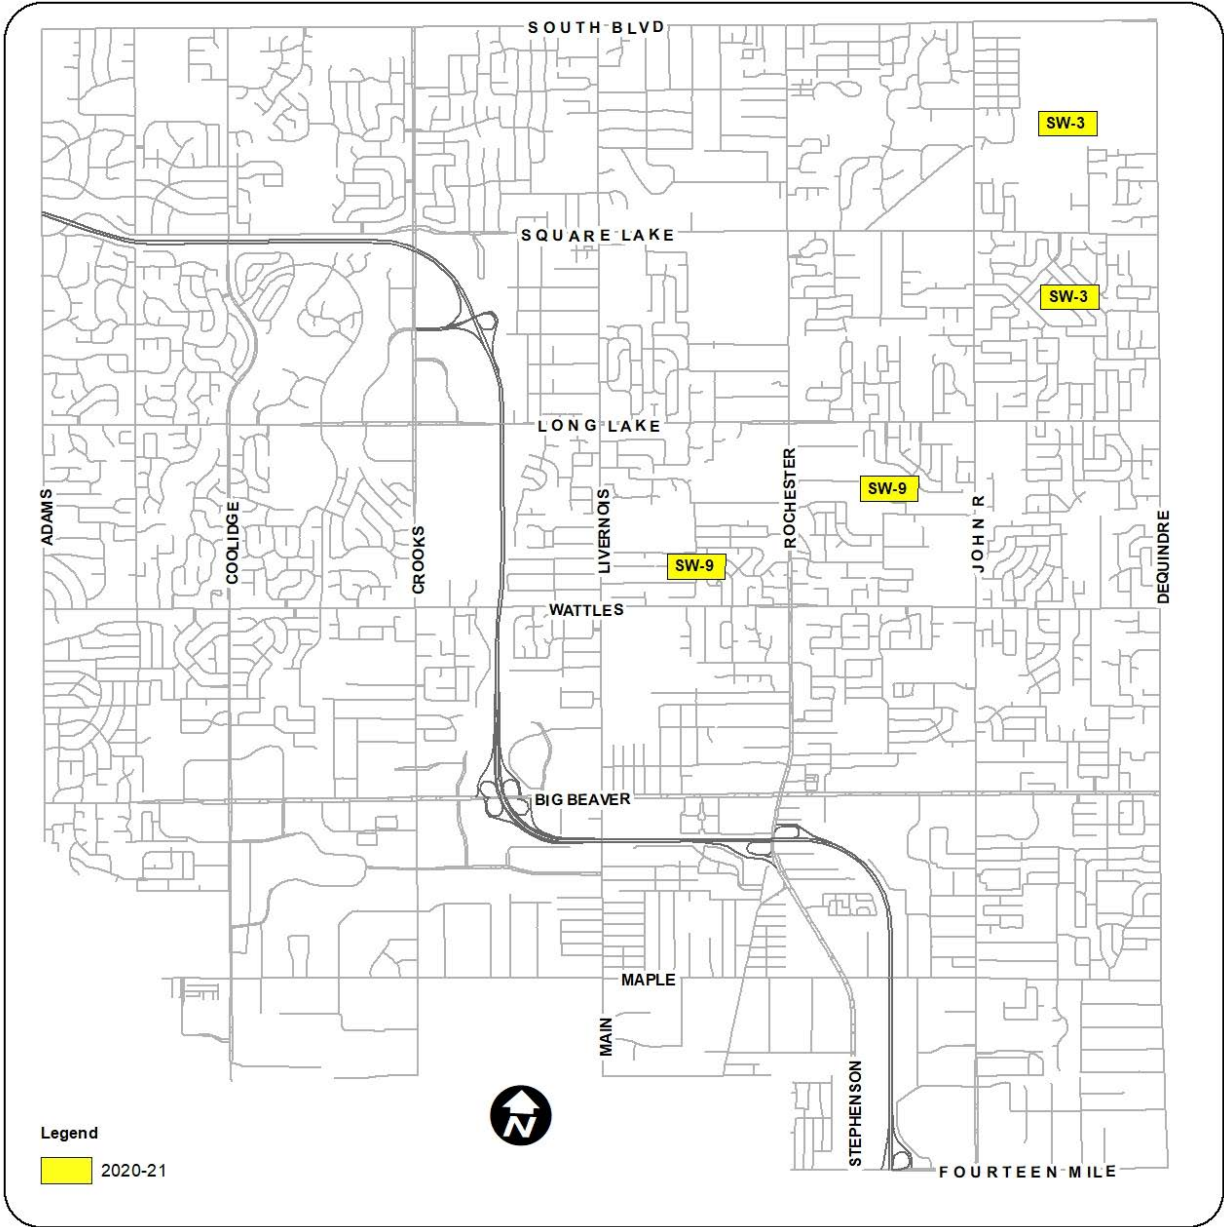 SOUTH BLVD
SW-3
SQUARE LAKE
SW-3
LONG LAKE
ADAMS
COOLIDGE
CROOKS
LIVERNOIS
ROCHESTER
SW-9
JOHN R
DEQUINDRE
SW-9
WATTLES
BIG BEAVER
MAPLE
MAIN
STEPHENSON
N
Legend
2020-21
FOURTEEN MILE